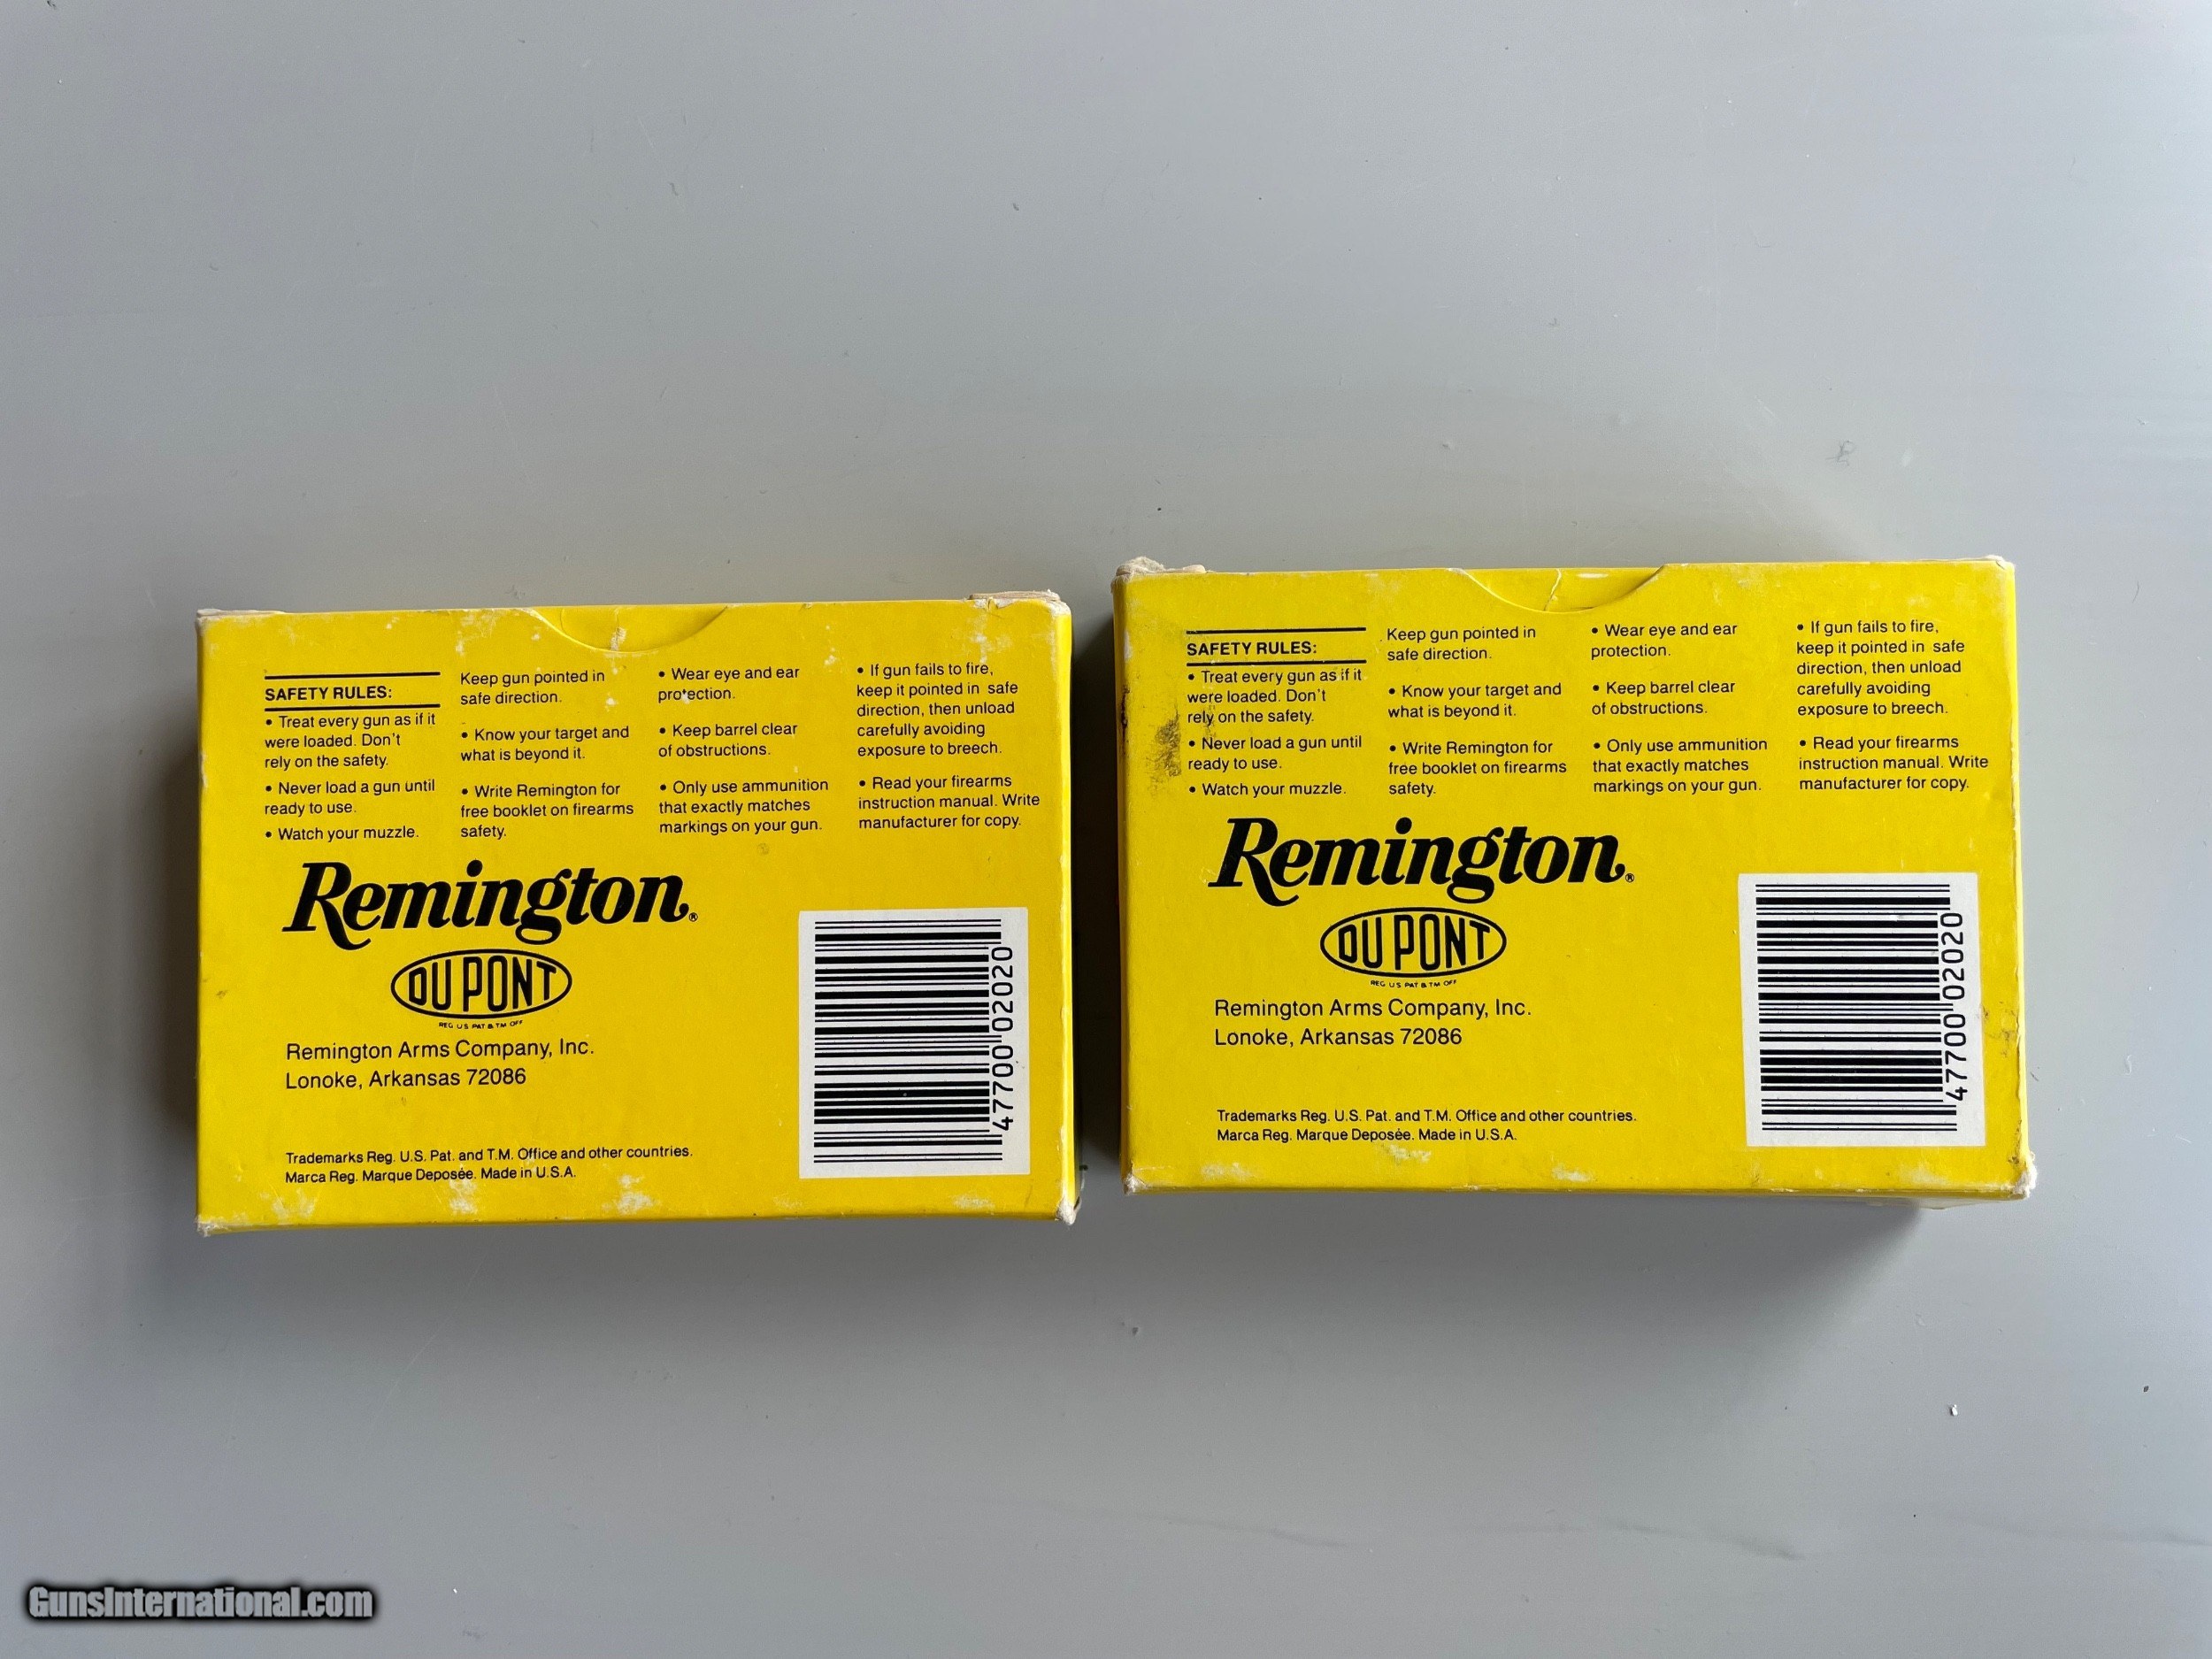 SAFETY RULES:
• Treat every gun as if it
were loaded. Don't
rely on the safety.
• Never load a gun until
ready to use.
• Watch your muzzle.
Keep gun pointed in
safe direction.
• Know your target and
what is beyond it.
• Write Remington for
free booklet on firearms
safety.
• Wear eye and ear
protection.
• Keep barrel clear
of obstructions.
• Only use ammunition
that exactly matches
markings on your gun.
• If gun fails to fire,
keep it pointed in safe
direction, then unload
carefully avoiding
exposure to breech.
• Read your firearms
instruction manual. Write
manufacturer for copy.
Remington®
DU PONT
REG U S PAT & TM OFF
Remington Arms Company, Inc.
Lonoke, Arkansas 72086
Trademarks Reg. U.S. Pat. and T.M. Office and other countries.
Marca Reg. Marque Deposée. Made in U.S.A.
47700 02020
SAFETY RULES:
• Treat every gun as if it
were loaded. Don't
rely on the safety.
• Never load a gun until
ready to use.
• Watch your muzzle.
Keep gun pointed in
safe direction.
• Know your target and
what is beyond it.
• Write Remington for
free booklet on firearms
safety.
• Wear eye and ear
protection.
• Keep barrel clear
of obstructions.
• Only use ammunition
that exactly matches
markings on your gun.
• If gun fails to fire,
keep it pointed in safe
direction, then unload
carefully avoiding
exposure to breech.
• Read your firearms
instruction manual. Write
manufacturer for copy.
Remington®
DU PONT
REG U S PAT & TM OFF
Remington Arms Company, Inc.
Lonoke, Arkansas 72086
Trademarks Reg. U.S. Pat. and T.M. Office and other countries.
Marca Reg. Marque Deposée. Made in U.S.A.
47700 02020
GunsInternational.com